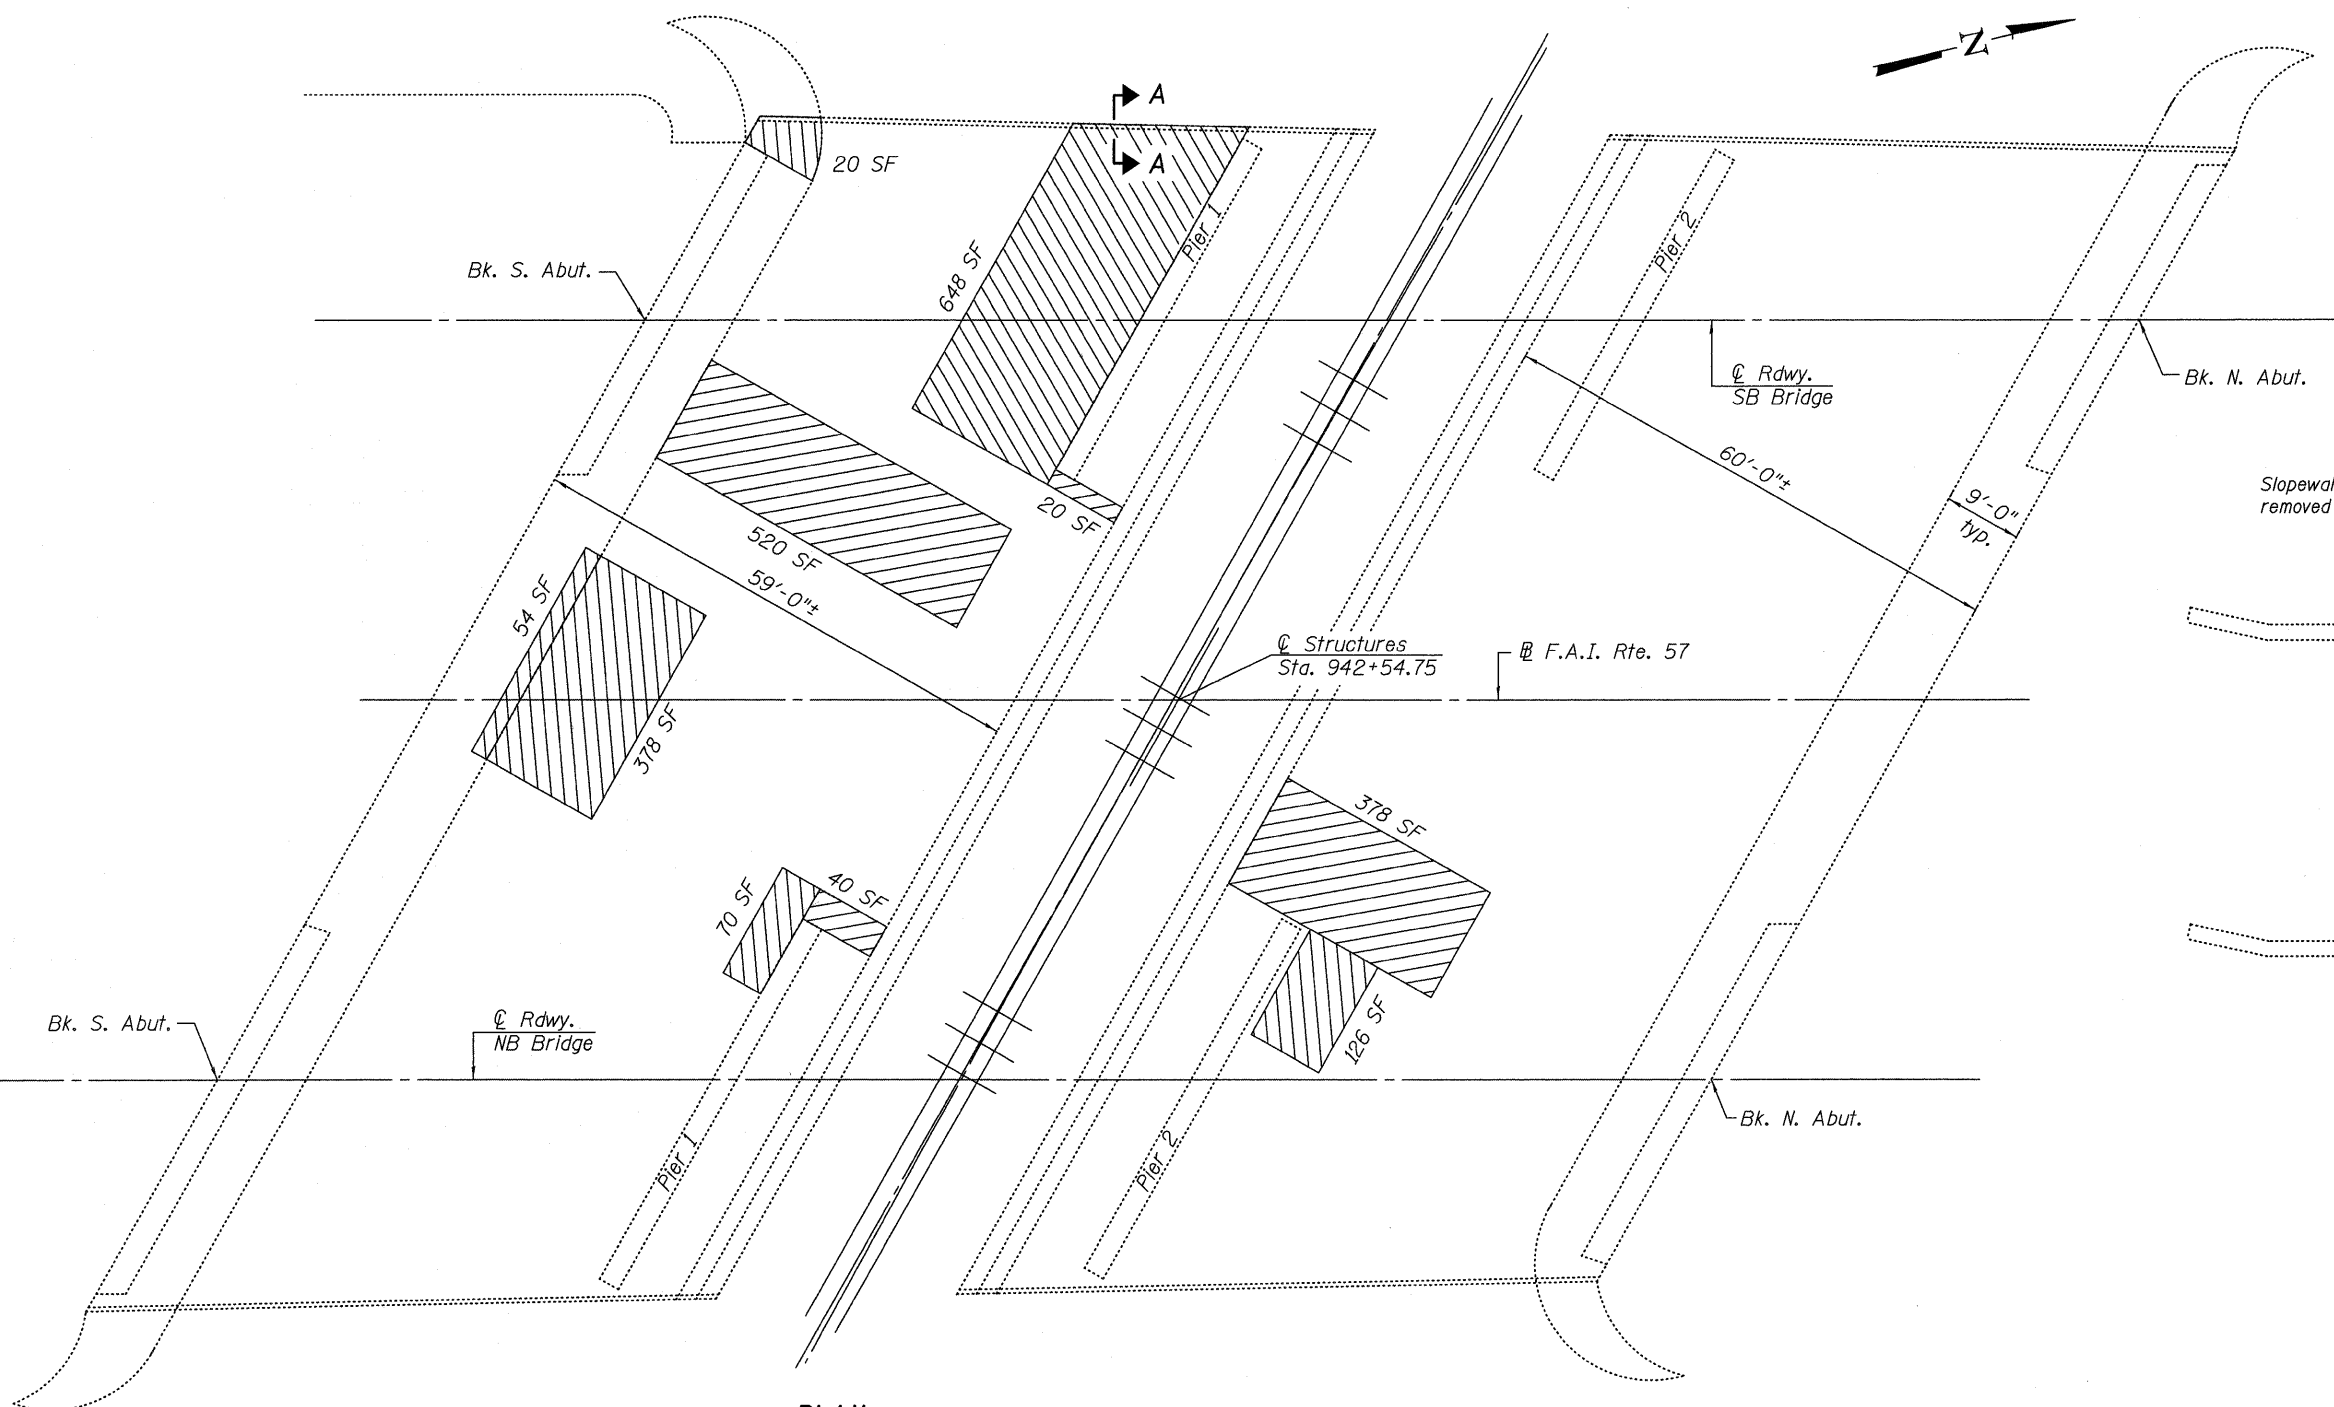 N
A
A
20 SF
Pier 1
Pier 2
648 SF
Bk. S. Abut.
℄ Rdwy.
SB Bridge
Bk. N. Abut.
60'-0"±
9'-0"
typ.
Slopewal
removed
20 SF
520 SF
59'-0"±
54 SF
378 SF
℄ Structures
Sta. 942+54.75
F.A.I. Rte. 57
378 SF
70 SF
40 SF
126 SF
Bk. S. Abut.
℄ Rdwy.
NB Bridge
Bk. N. Abut.
Pier 1
Pier 2